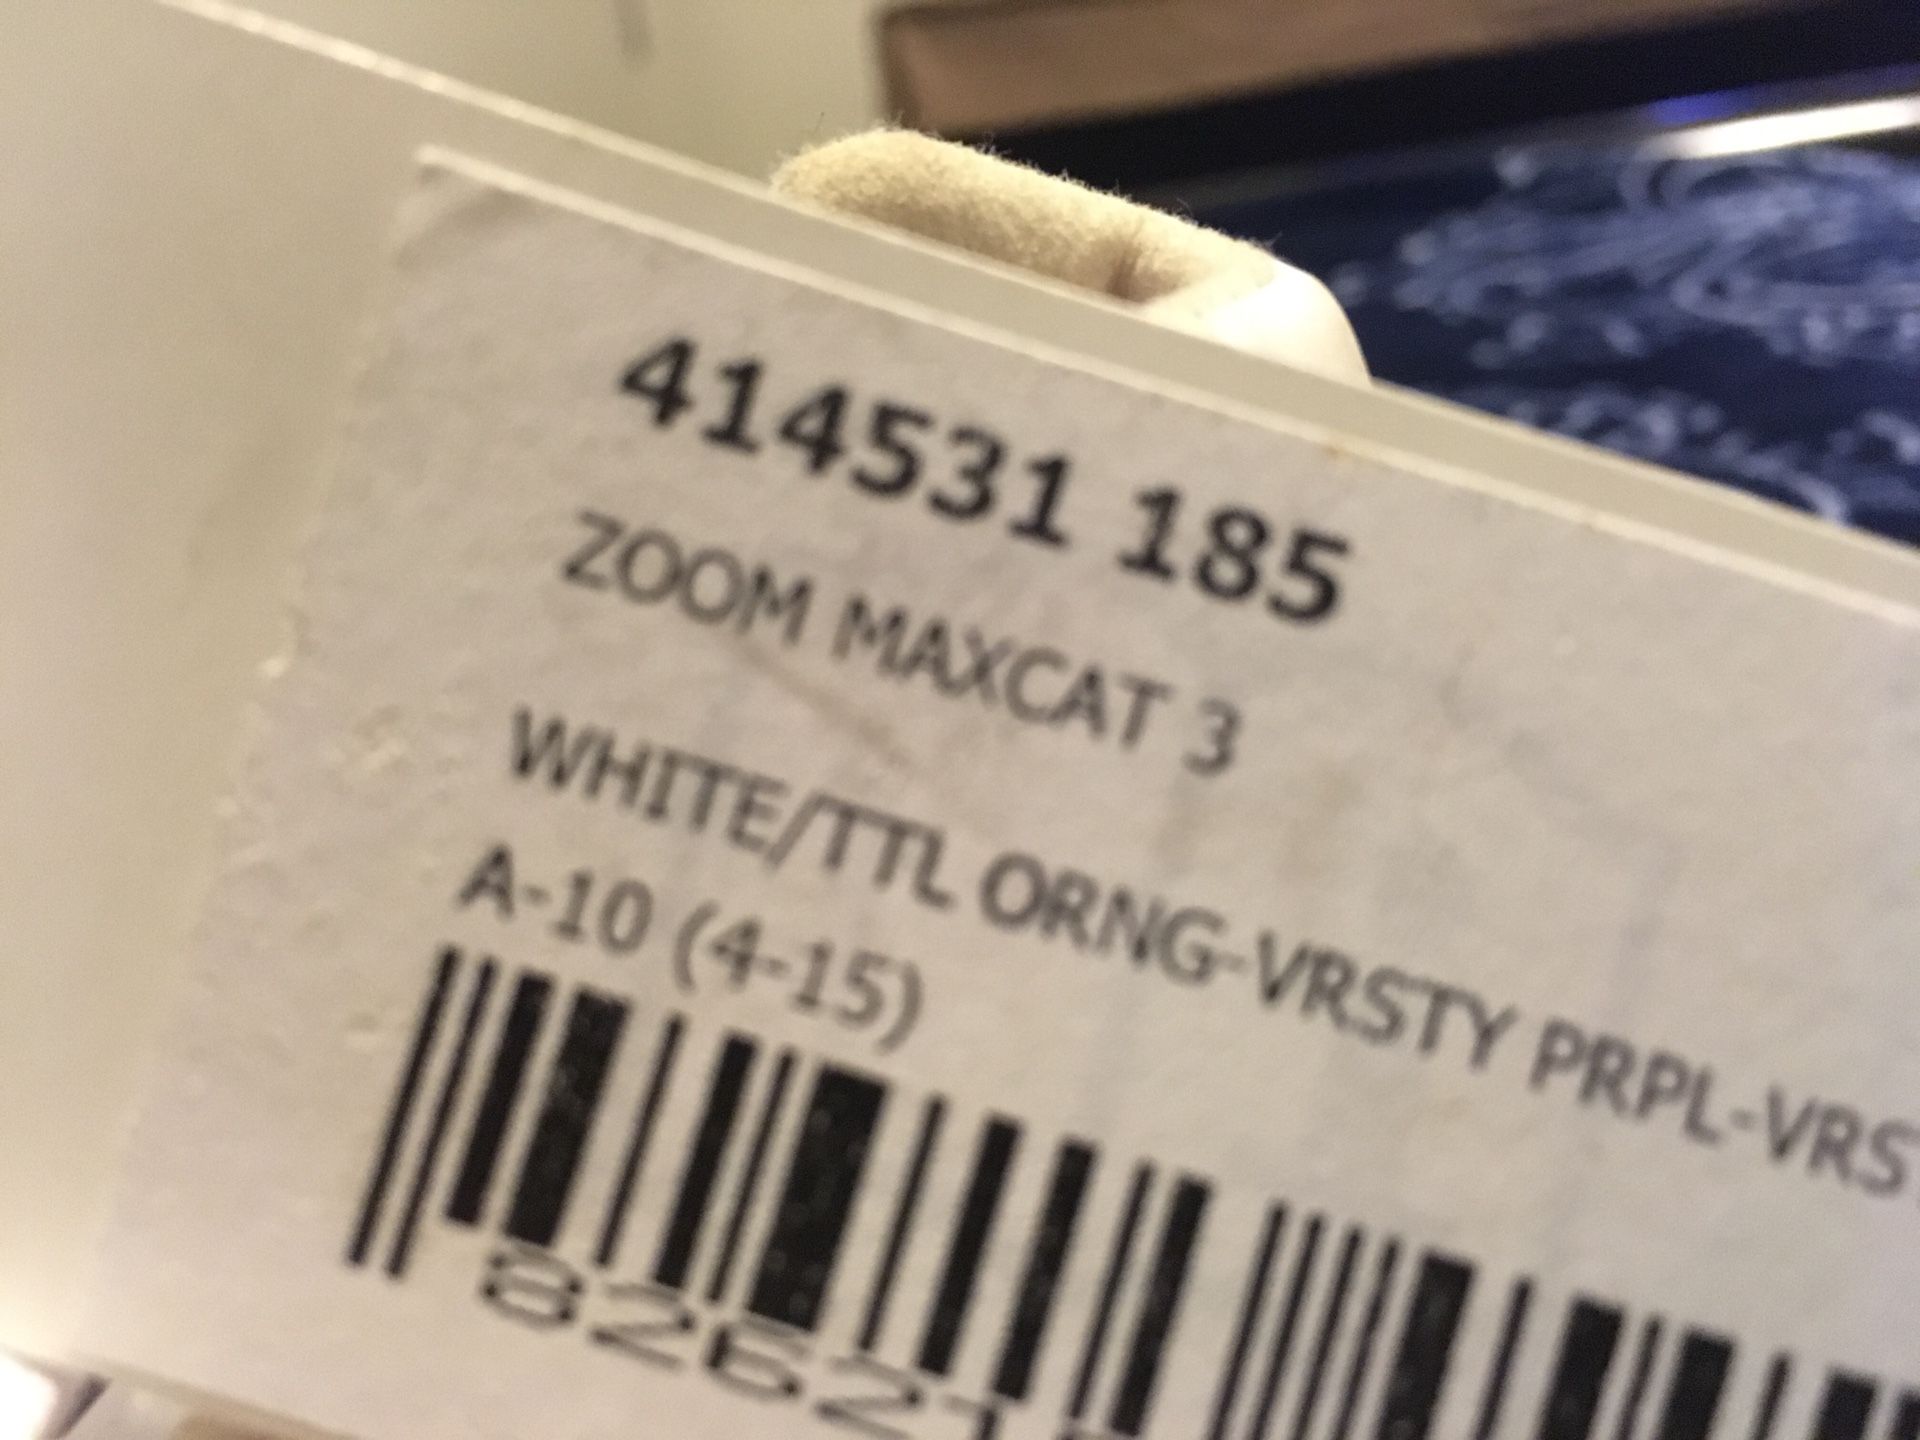 414531 185
ZOOM MAXCAT 3
WHITE/TTL ORNG-VRSTY PRPL-VRS
A-10 (4-15)
82621